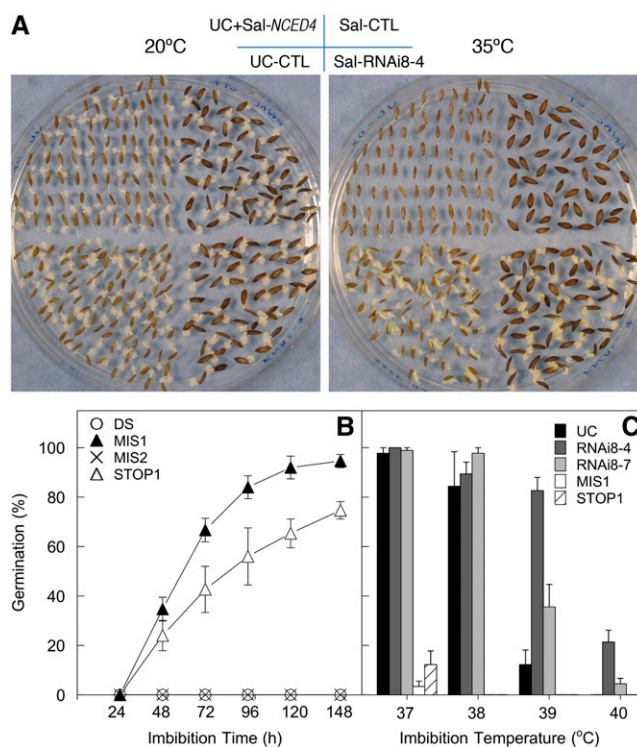 A
UC+Sal-NCED4 Sal-CTL
20ºC 35ºC
UC-CTL Sal-RNAi8-4
B
DS
MIS1
MIS2
STOP1
Germination (%)
100
80
60
40
20
0
24 48 72 96 120 148
Imbibition Time (h)
C
UC
RNAi8-4
RNAi8-7
MIS1
STOP1
37 38 39 40
Imbibition Temperature (°C)